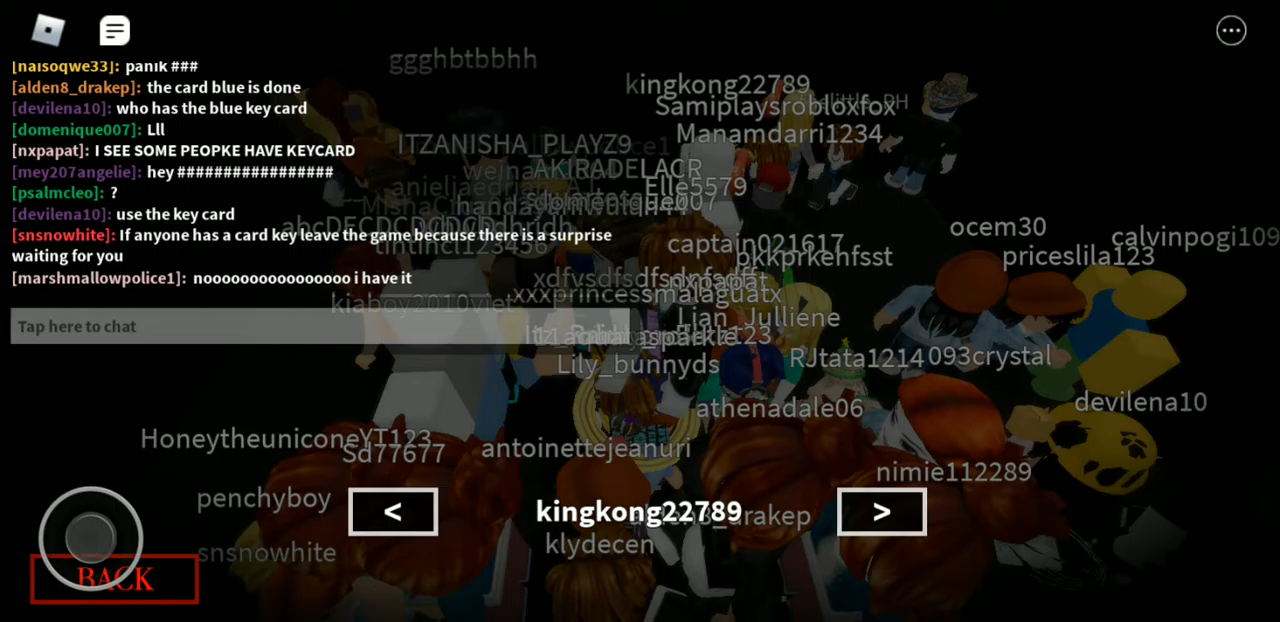 [naisoqwe33]: panik ###
[alden8_drakep]: the card blue is done
[devilena10]: who has the blue key card
[domenique007]: Lll
[nxpapat]: I SEE SOME PEOPKE HAVE KEYCARD
[mey207angelie]: hey ################
[psalmcleo]: ?
[devilena10]: use the key card
[snsnowhite]: If anyone has a card key leave the game because there is a surprise
waiting for you
[marshmallowpolice1]: nooooooooooooooooo i have it
Tap here to chat
ggghbtbbhh
kingkong22789
Samiplaysrobloxfox
Manamdarri1234
ITZANISHA_PLAYZ9
AKIRADELACR
Elle5579
captain021617
pkkprkehfsst
ocem30
calvinpogi109
priceslila123
kiaboy2010viet
xxxprincessmalaguatx
Lian_Julliene
Lily_bunnyds
RJtata1214
093crystal
athenadale06
devilena10
HoneytheuniconeYT123
Sd77677
antoinettejeanuri
nimie112289
penchyboy
<
kingkong22789
>
klydecen
snsnowhite
BACK